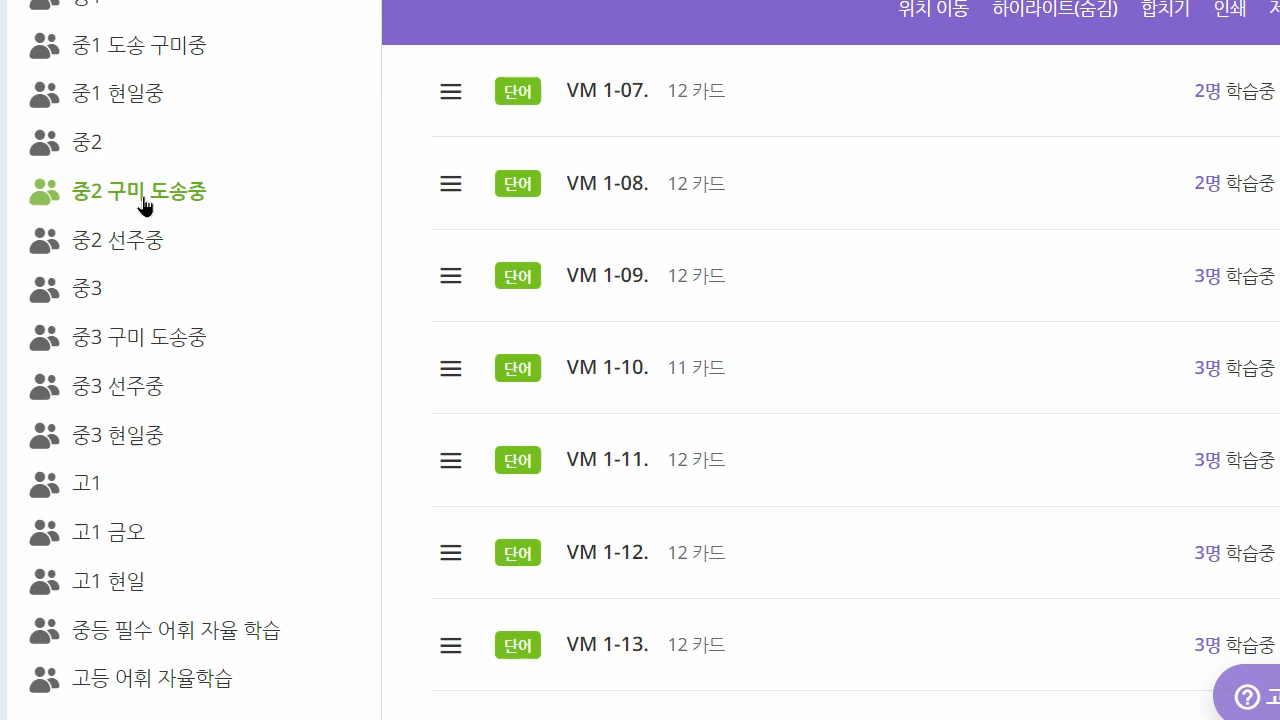 중1 도송 구미중
중1 현일중
중2
중2 구미 도송중
중2 선주중
중3
중3 구미 도송중
중3 선주중
중3 현일중
고1
고1 금오
고1 현일
중등 필수 어휘 자율 학습
고등 어휘 자율학습
위치 이동 하이라이트(숨김) 합치기 인쇄
단어 VM 1-07. 12 카드 2명 학습중
단어 VM 1-08. 12 카드 2명 학습중
단어 VM 1-09. 12 카드 3명 학습중
단어 VM 1-10. 11 카드 3명 학습중
단어 VM 1-11. 12 카드 3명 학습중
단어 VM 1-12. 12 카드 3명 학습중
단어 VM 1-13. 12 카드 3명 학습중